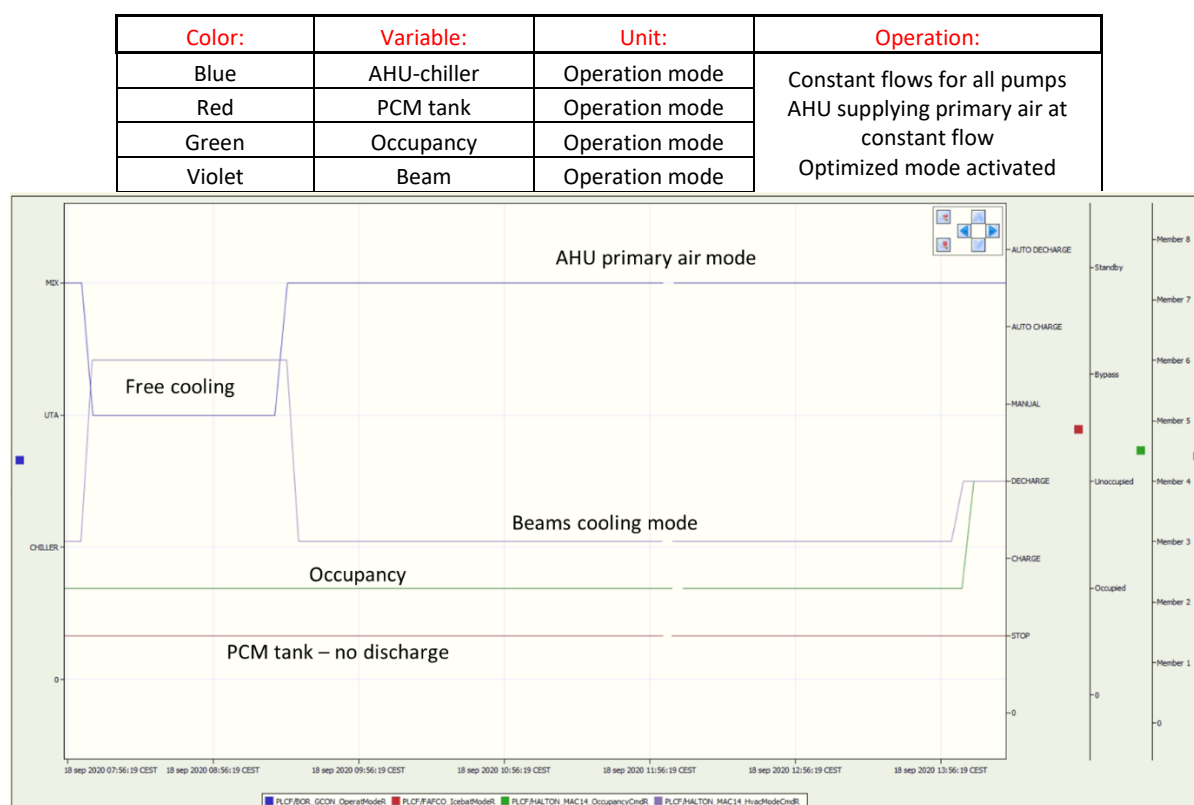 Color: Variable: Unit: Operation:
Blue AHU-chiller Operation mode
Red PCM tank Operation mode
Green Occupancy Operation mode
Violet Beam Operation mode
Constant flows for all pumps
AHU supplying primary air at
constant flow
Optimized mode activated
MIX
UTA
CHILLER
0
AHU primary air mode
Free cooling
Beams cooling mode
Occupancy
PCM tank – no discharge
AUTO DECHARGE
AUTO CHARGE
MANUAL
DECHARGE
CHARGE
STOP
0
Standby
Bypass
Unoccupied
Occupied
0
Member 8
Member 7
Member 6
Member 5
Member 4
Member 3
Member 2
Member 1
0
18 sep 2020 07:56:19 CEST 18 sep 2020 08:56:19 CEST 18 sep 2020 09:56:19 CEST 18 sep 2020 10:56:19 CEST 18 sep 2020 11:56:19 CEST 18 sep 2020 12:56:19 CEST 18 sep 2020 13:56:19 CEST
PLCF/BOR_GCON_OperatModeR PLCF/FAFCO_IcebatModeR PLCF/HALTON_MAC14_OccupancyCmdR PLCF/HALTON_MAC14_HvacModeCmdR